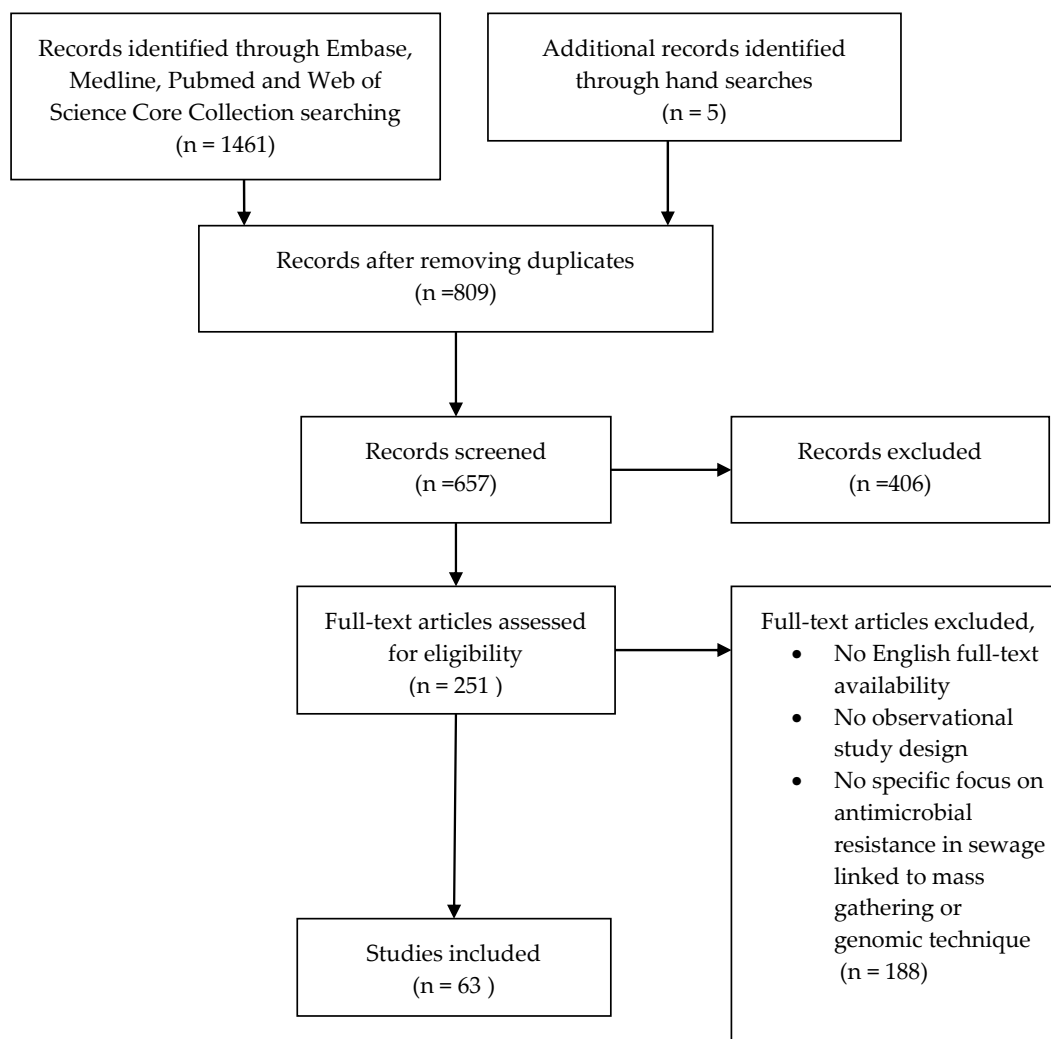 Records identified through Embase,
Medline, Pubmed and Web of
Science Core Collection searching
(n = 1461)
Additional records identified
through hand searches
(n = 5)
Records after removing duplicates
(n =809)
Records screened
(n =657)
Records excluded
(n =406)
Full-text articles assessed
for eligibility
(n = 251 )
Full-text articles excluded,
• No English full-text
availability
• No observational
study design
• No specific focus on
antimicrobial
resistance in sewage
linked to mass
gathering or
genomic technique
(n = 188)
Studies included
(n = 63 )